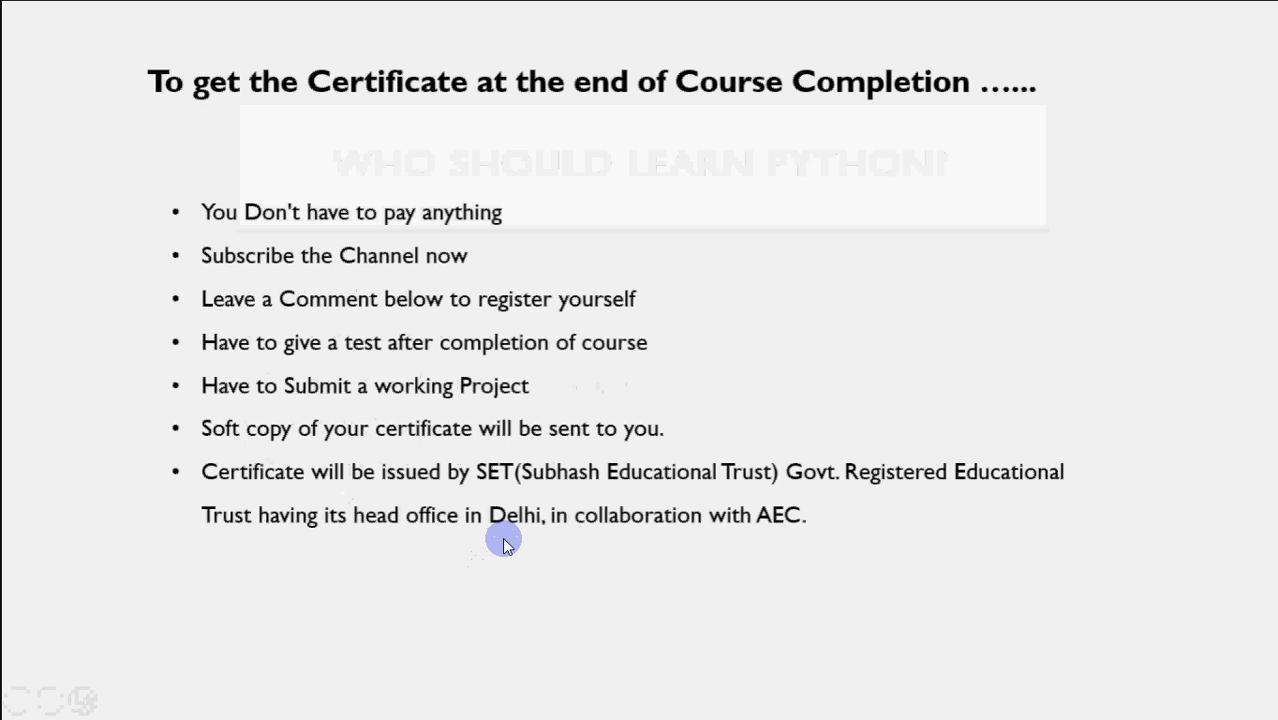 To get the Certificate at the end of Course Completion …...
WHO SHOULD LEARN PYTHON!
• You Don't have to pay anything
• Subscribe the Channel now
• Leave a Comment below to register yourself
• Have to give a test after completion of course
• Have to Submit a working Project
• Soft copy of your certificate will be sent to you.
• Certificate will be issued by SET(Subhash Educational Trust) Govt. Registered Educational
Trust having its head office in Delhi, in collaboration with AEC.